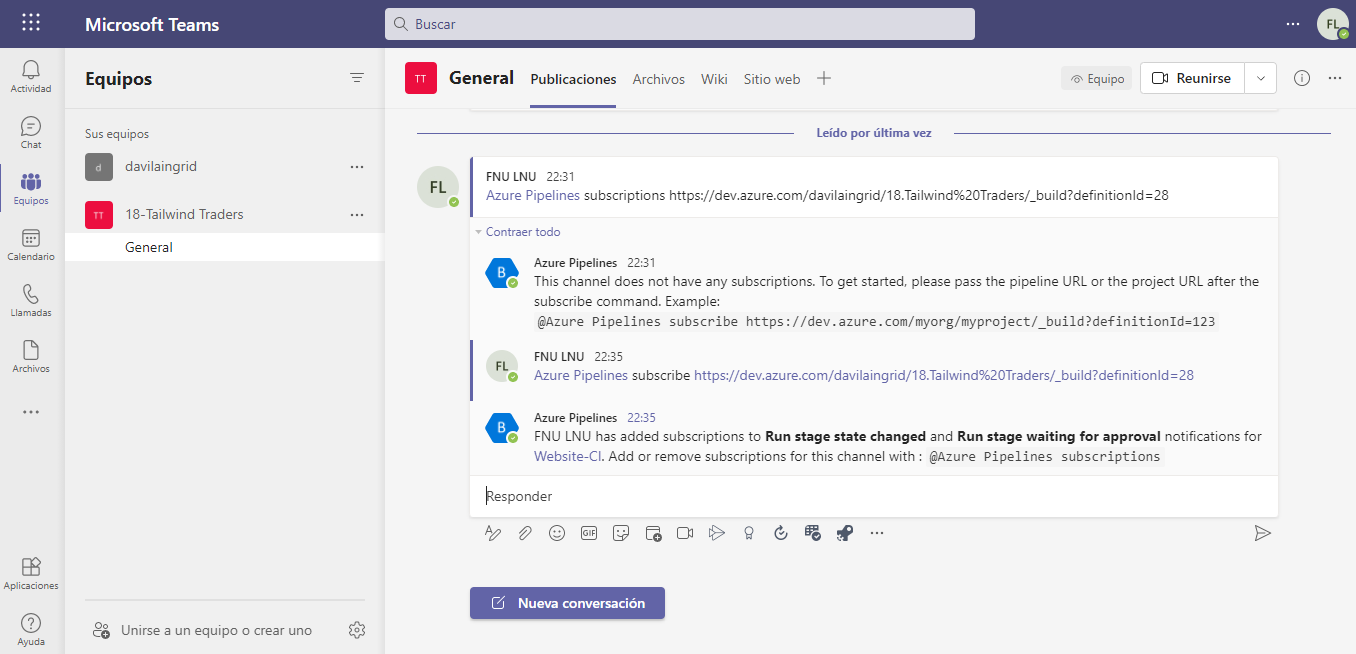 Microsoft Teams
Buscar
FL
Actividad
Chat
Equipos
Calendario
Llamadas
Archivos
Aplicaciones
Ayuda
Equipos
Sus equipos
d
davilaingrid
TT
18-Tailwind Traders
General
Unirse a un equipo o crear uno
TT
General
Publicaciones
Archivos
Wiki
Sitio web
Equipo
Reunirse
Leído por última vez
FL
FNU LNU 22:31
Azure Pipelines subscriptions https://dev.azure.com/davilaingrid/18.Tailwind%20Traders/_build?definitionId=28
Contraer todo
B
Azure Pipelines 22:31
This channel does not have any subscriptions. To get started, please pass the pipeline URL or the project URL after the
subscribe command. Example:
@Azure Pipelines subscribe https://dev.azure.com/myorg/myproject/_build?definitionId=123
FL
FNU LNU 22:35
Azure Pipelines subscribe https://dev.azure.com/davilaingrid/18.Tailwind%20Traders/_build?definitionId=28
B
Azure Pipelines 22:35
FNU LNU has added subscriptions to Run stage state changed and Run stage waiting for approval notifications for
Website-CI. Add or remove subscriptions for this channel with : @Azure Pipelines subscriptions
Responder
GIF
Nueva conversación